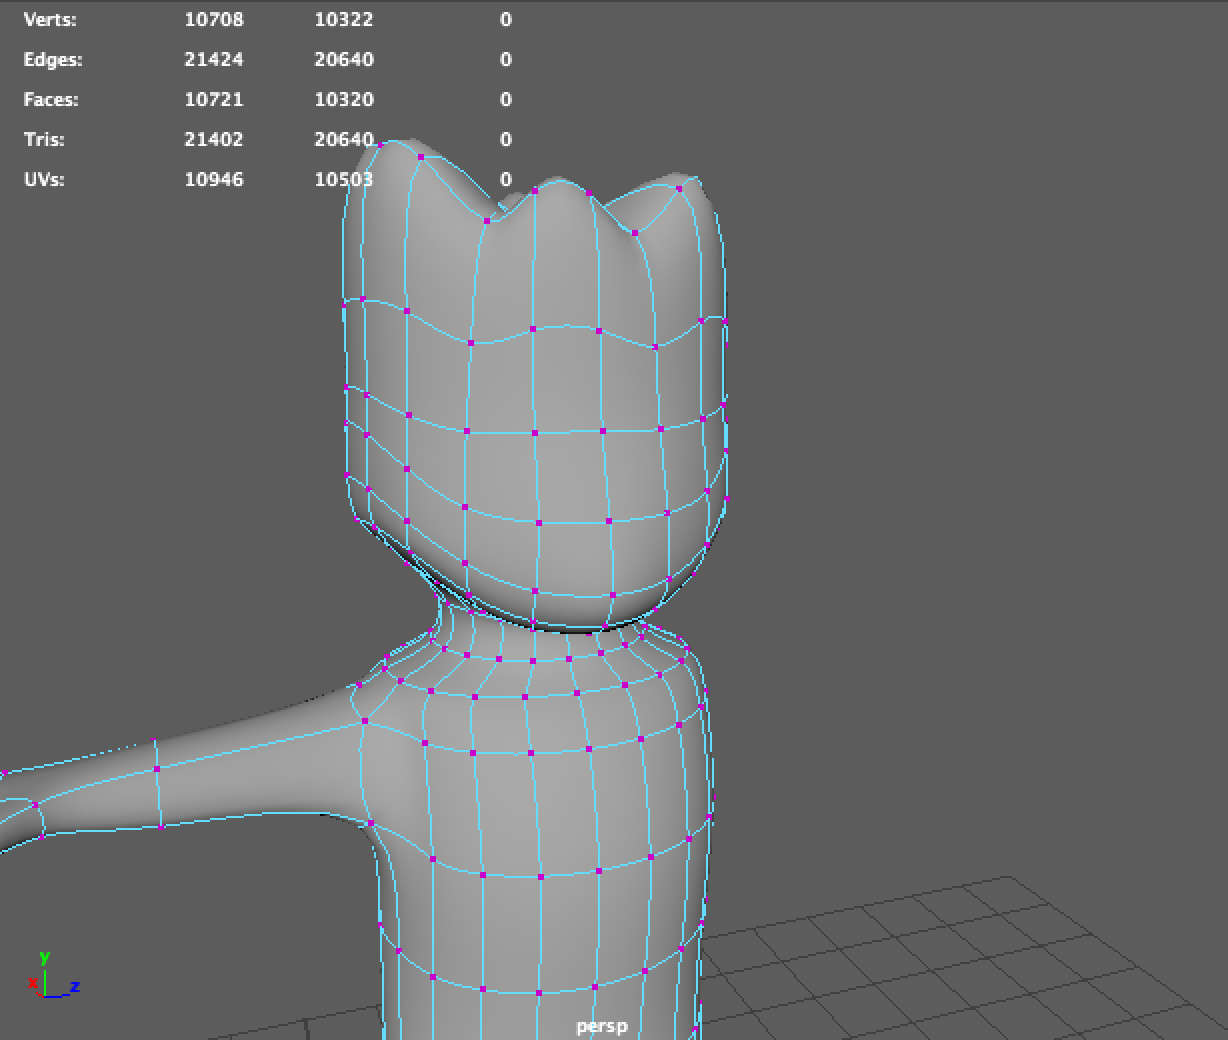 Verts: 10708 10322 0
Edges: 21424 20640 0
Faces: 10721 10320 0
Tris: 21402 20640 0
UVs: 10946 10503 0
y
x z
persp